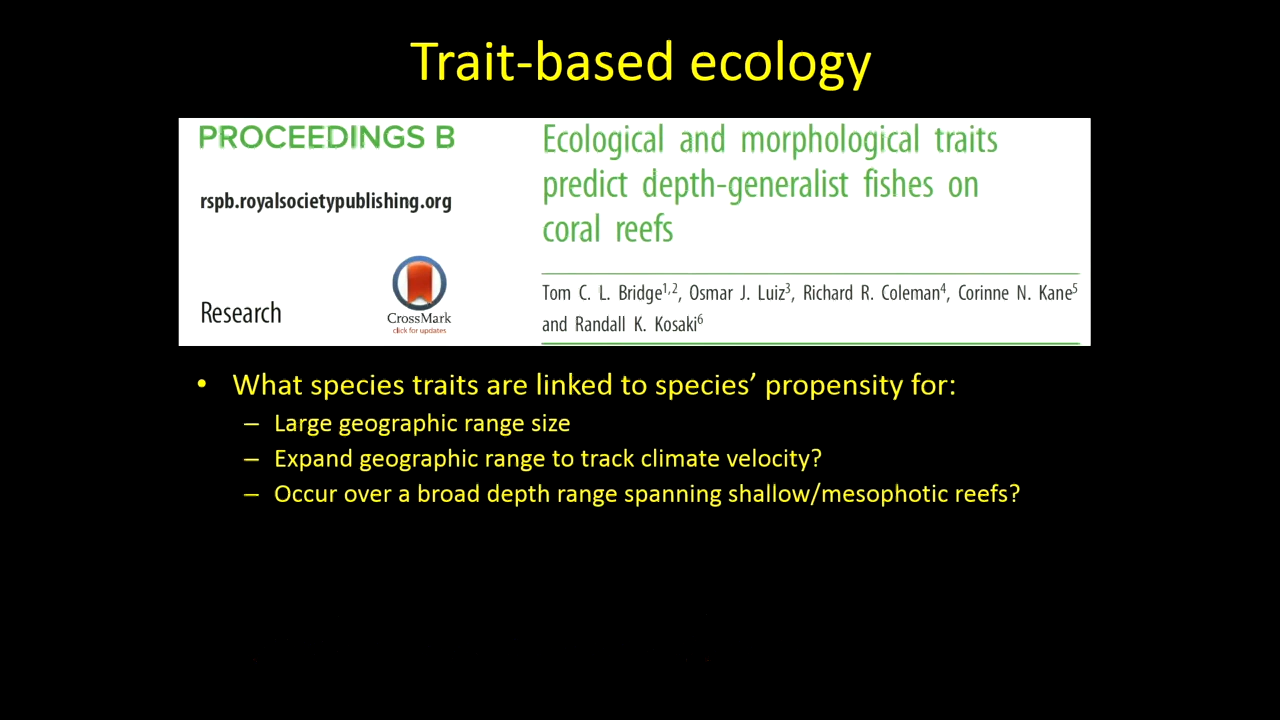 Trait-based ecology
PROCEEDINGS B
rspb.royalsocietypublishing.org
Research
CrossMark
click for updates
Ecological and morphological traits
predict depth-generalist fishes on
coral reefs
Tom C. L. Bridge1,2, Osmar J. Luiz3, Richard R. Coleman4, Corinne N. Kane5
and Randall K. Kosaki6
• What species traits are linked to species’ propensity for:
– Large geographic range size
– Expand geographic range to track climate velocity?
– Occur over a broad depth range spanning shallow/mesophotic reefs?